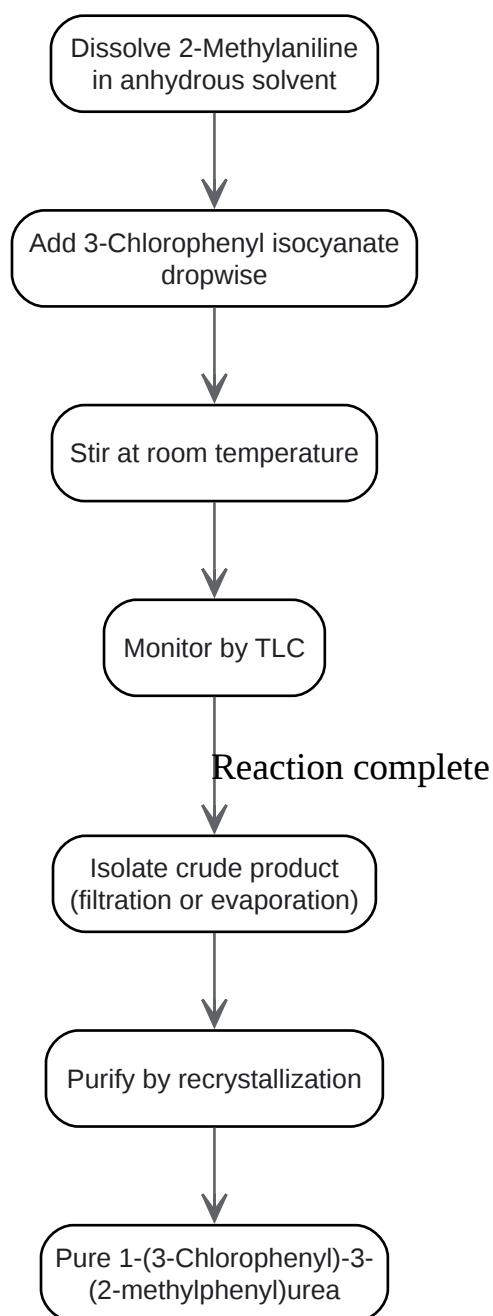 Dissolve 2-Methylaniline
in anhydrous solvent
Add 3-Chlorophenyl isocyanate
dropwise
Stir at room temperature
Monitor by TLC
Reaction complete
Isolate crude product
(filtration or evaporation)
Purify by recrystallization
Pure 1-(3-Chlorophenyl)-3-
(2-methylphenyl)urea